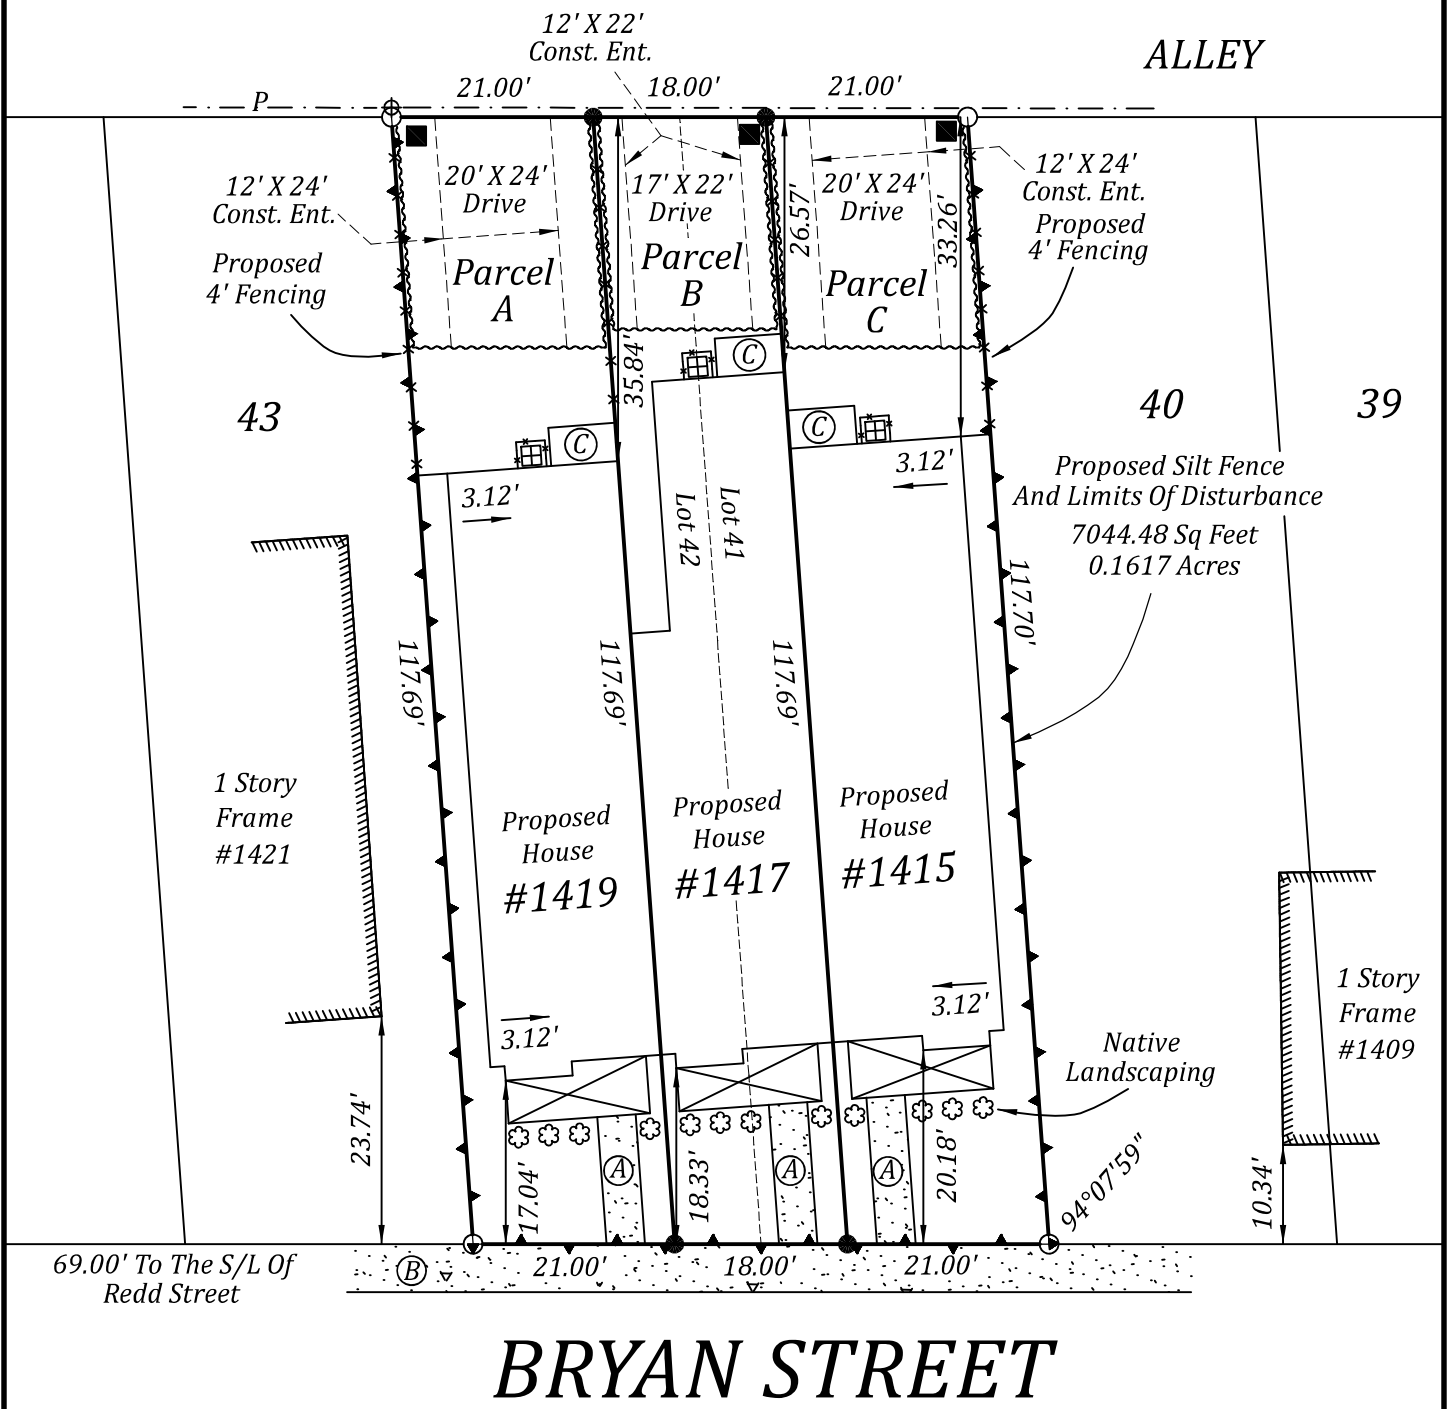 12' X 22'
Const. Ent.
ALLEY
P
21.00'
18.00'
21.00'
12' X 24'
Const. Ent.
20' X 24'
Drive
17' X 22'
Drive
20' X 24'
Drive
12' X 24'
Const. Ent.
Proposed
4' Fencing
Proposed
4' Fencing
26.57'
33.26'
Parcel
A
Parcel
B
Parcel
C
35.84'
43
40
39
C
C
C
3.12'
3.12'
Lot 42
Lot 41
Proposed Silt Fence
And Limits Of Disturbance
7044.48 Sq Feet
0.1617 Acres
117.69'
117.69'
117.69'
117.70'
1 Story
Frame
#1421
Proposed
House
#1419
Proposed
House
#1417
Proposed
House
#1415
1 Story
Frame
#1409
3.12'
3.12'
Native
Landscaping
23.74'
17.04'
18.33'
20.18'
94°07'59"
10.34'
A
A
A
69.00' To The S/L Of
Redd Street
B
21.00'
18.00'
21.00'
BRYAN STREET